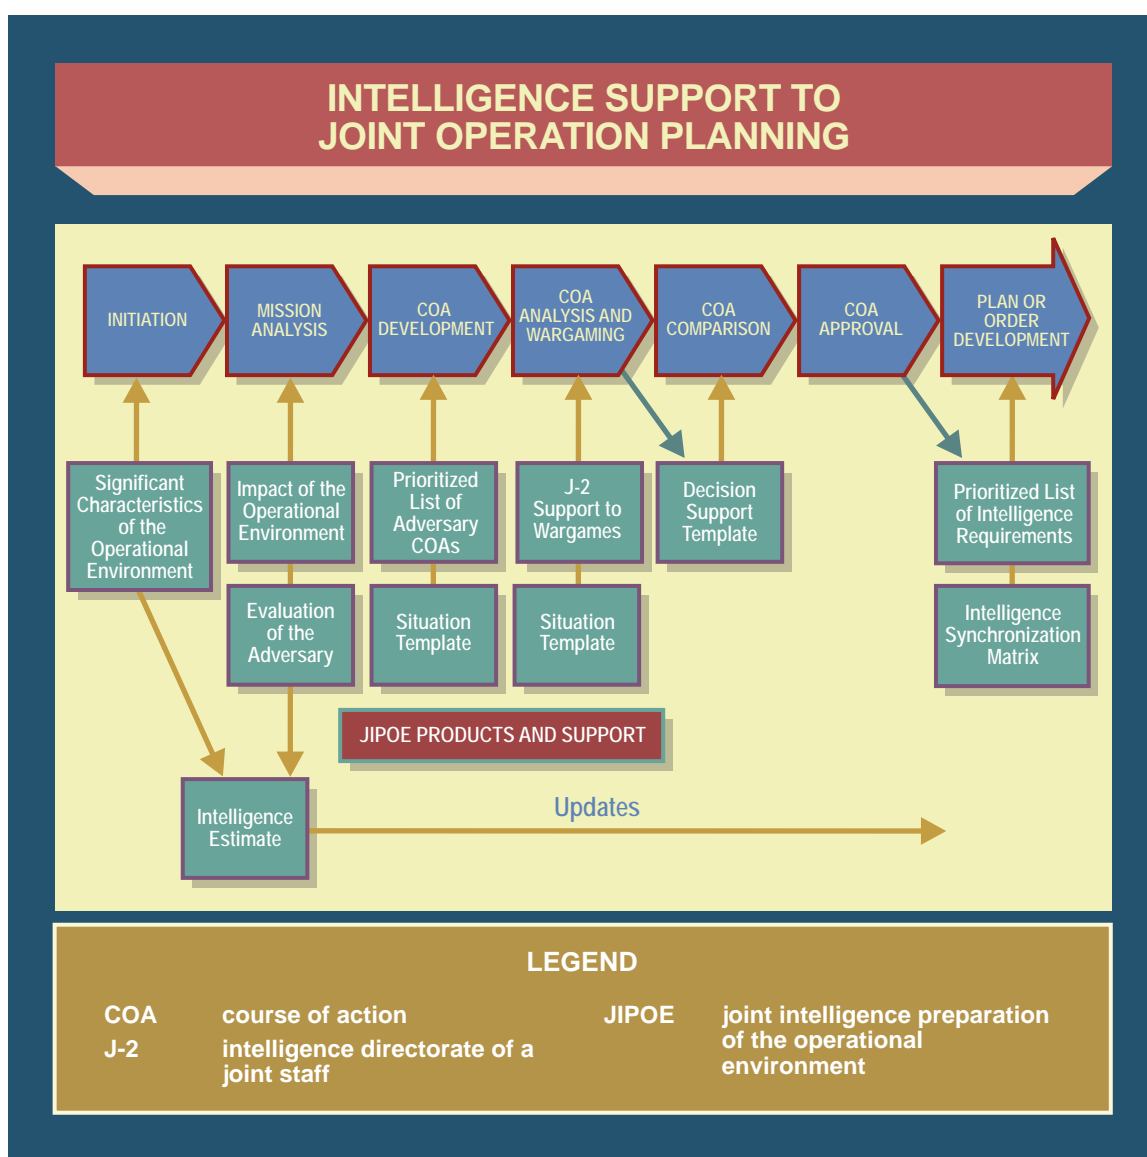 INTELLIGENCE SUPPORT TO
JOINT OPERATION PLANNING
INITIATION
MISSION
ANALYSIS
COA
DEVELOPMENT
COA
ANALYSIS AND
WARGAMING
COA
COMPARISON
COA
APPROVAL
PLAN OR
ORDER
DEVELOPMENT
Significant
Characteristics
of the
Operational
Environment
Impact of the
Operational
Environment
Prioritized
List of
Adversary
COAs
J-2
Support to
Wargames
Decision
Support
Template
Prioritized List
of Intelligence
Requirements
Evaluation
of the
Adversary
Situation
Template
Situation
Template
Intelligence
Synchronization
Matrix
JIPOE PRODUCTS AND SUPPORT
Intelligence
Estimate
Updates
LEGEND
COA course of action
J-2 intelligence directorate of a
joint staff
JIPOE joint intelligence preparation
of the operational
environment